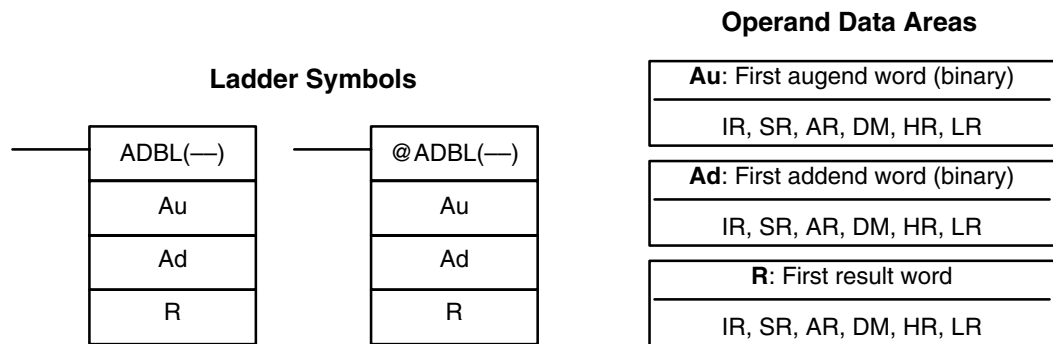 Ladder Symbols
ADBL(––)
Au
Ad
R
@ADBL(––)
Au
Ad
R
Operand Data Areas
Au: First augend word (binary)
IR, SR, AR, DM, HR, LR
Ad: First addend word (binary)
IR, SR, AR, DM, HR, LR
R: First result word
IR, SR, AR, DM, HR, LR